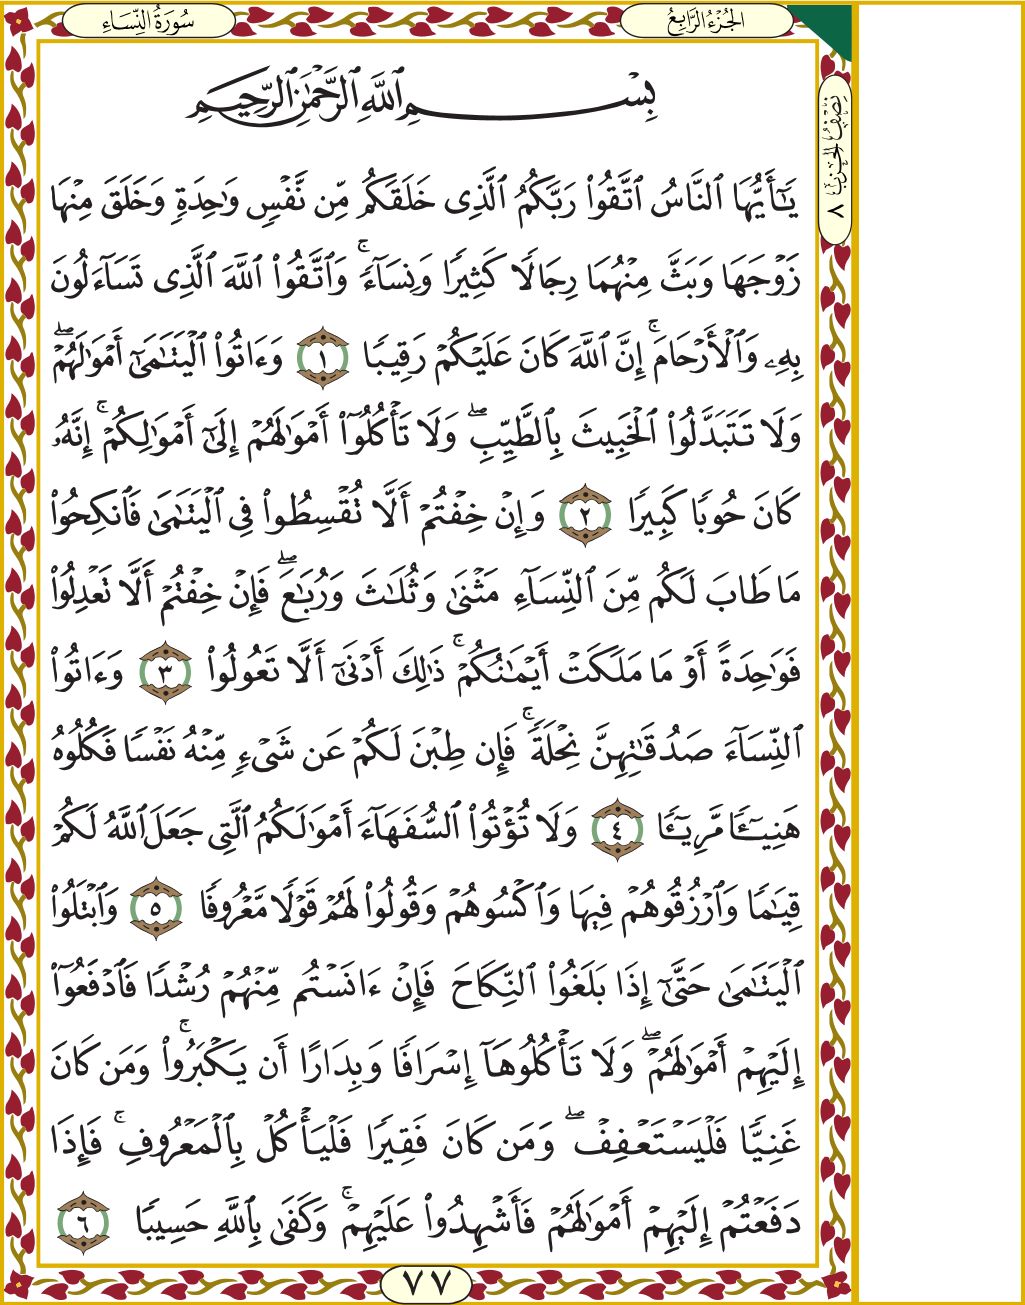 سُورَةُ النِّسَاءِ
الجُزْءُ الرَّابِعُ
نِصْفُ الحِزْبِ ٨
بِسْمِ ٱللَّهِ ٱلرَّحْمَٰنِ ٱلرَّحِيمِ
يَٰٓأَيُّهَا ٱلنَّاسُ ٱتَّقُوا۟ رَبَّكُمُ ٱلَّذِى خَلَقَكُم مِّن نَّفْسٍ وَٰحِدَةٍ وَخَلَقَ مِنْهَا
زَوْجَهَا وَبَثَّ مِنْهُمَا رِجَالًا كَثِيرًا وَنِسَآءً ۚ وَٱتَّقُوا۟ ٱللَّهَ ٱلَّذِى تَسَآءَلُونَ
بِهِۦ وَٱلْأَرْحَامَ ۚ إِنَّ ٱللَّهَ كَانَ عَلَيْكُمْ رَقِيبًا ١ وَءَاتُوا۟ ٱلْيَتَٰمَىٰٓ أَمْوَٰلَهُمْ ۖ
وَلَا تَتَبَدَّلُوا۟ ٱلْخَبِيثَ بِٱلطَّيِّبِ ۖ وَلَا تَأْكُلُوٓا۟ أَمْوَٰلَهُمْ إِلَىٰٓ أَمْوَٰلِكُمْ ۚ إِنَّهُۥ
كَانَ حُوبًا كَبِيرًا ٢ وَإِنْ خِفْتُمْ أَلَّا تُقْسِطُوا۟ فِى ٱلْيَتَٰمَىٰ فَٱنكِحُوا۟
مَا طَابَ لَكُم مِّنَ ٱلنِّسَآءِ مَثْنَىٰ وَثُلَٰثَ وَرُبَٰعَ ۖ فَإِنْ خِفْتُمْ أَلَّا تَعْدِلُوا۟
فَوَٰحِدَةً أَوْ مَا مَلَكَتْ أَيْمَٰنُكُمْ ۚ ذَٰلِكَ أَدْنَىٰٓ أَلَّا تَعُولُوا۟ ٣ وَءَاتُوا۟
ٱلنِّسَآءَ صَدُقَٰتِهِنَّ نِحْلَةً ۚ فَإِن طِبْنَ لَكُمْ عَن شَىْءٍ مِّنْهُ نَفْسًا فَكُلُوهُ
هَنِيٓـًٔا مَّرِيٓـًٔا ٤ وَلَا تُؤْتُوا۟ ٱلسُّفَهَآءَ أَمْوَٰلَكُمُ ٱلَّتِى جَعَلَ ٱللَّهُ لَكُمْ
قِيَٰمًا وَٱرْزُقُوهُمْ فِيهَا وَٱكْسُوهُمْ وَقُولُوا۟ لَهُمْ قَوْلًا مَّعْرُوفًا ٥ وَٱبْتَلُوا۟
ٱلْيَتَٰمَىٰ حَتَّىٰٓ إِذَا بَلَغُوا۟ ٱلنِّكَاحَ فَإِنْ ءَانَسْتُم مِّنْهُمْ رُشْدًا فَٱدْفَعُوٓا۟
إِلَيْهِمْ أَمْوَٰلَهُمْ ۖ وَلَا تَأْكُلُوهَآ إِسْرَافًا وَبِدَارًا أَن يَكْبَرُوا۟ ۚ وَمَن كَانَ
غَنِيًّا فَلْيَسْتَعْفِفْ ۖ وَمَن كَانَ فَقِيرًا فَلْيَأْكُلْ بِٱلْمَعْرُوفِ ۚ فَإِذَا
دَفَعْتُمْ إِلَيْهِمْ أَمْوَٰلَهُمْ فَأَشْهِدُوا۟ عَلَيْهِمْ ۚ وَكَفَىٰ بِٱللَّهِ حَسِيبًا ٦
٧٧